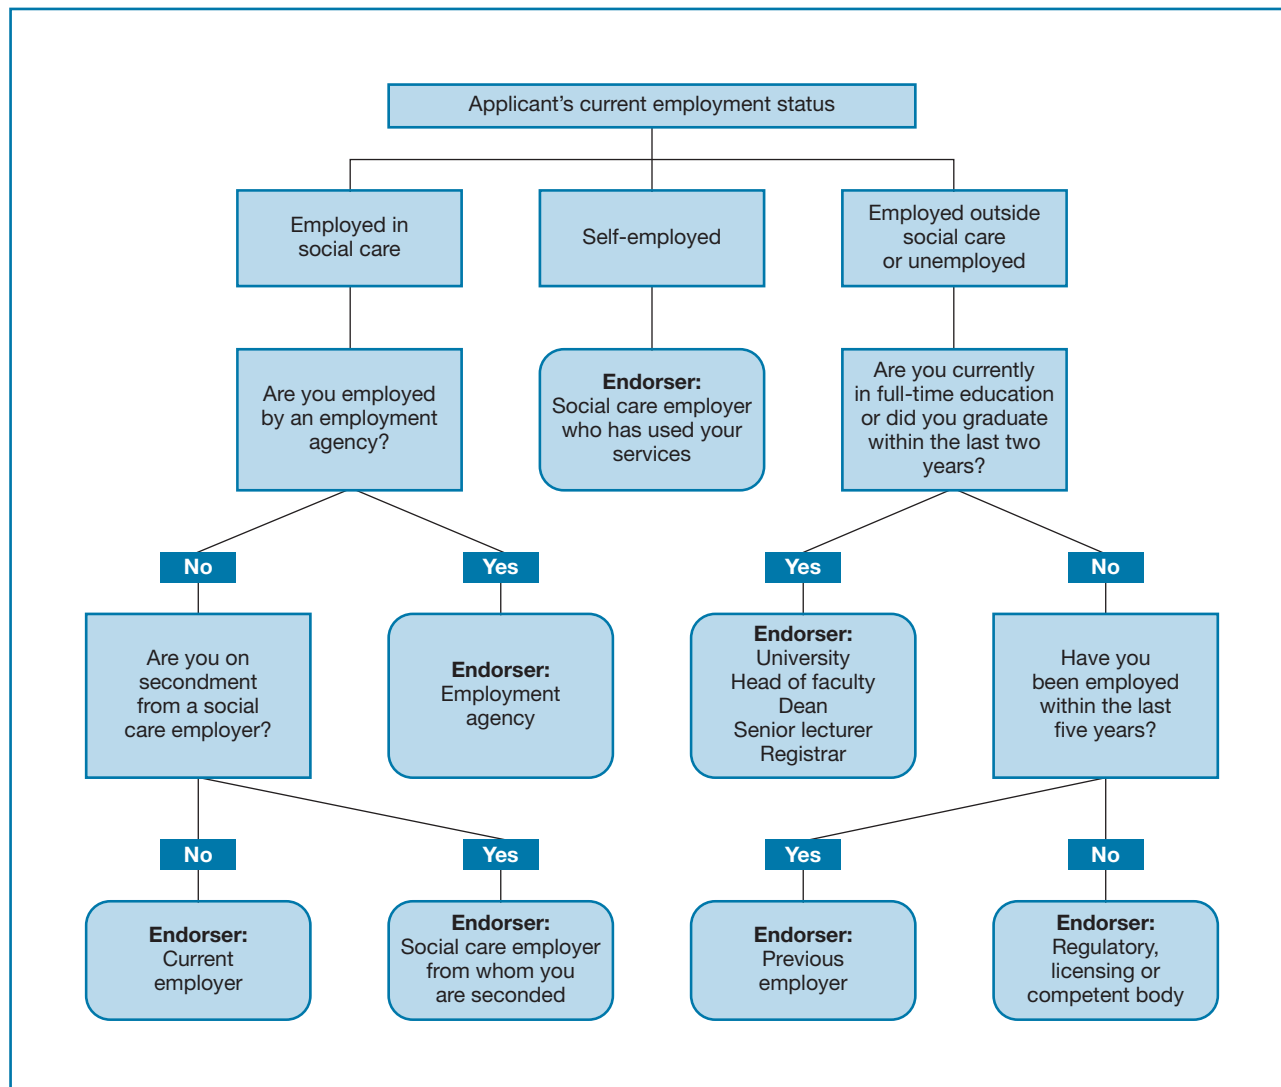 Applicant’s current employment status
Employed in
social care
Self-employed
Employed outside
social care
or unemployed
Are you employed
by an employment
agency?
Endorser:
Social care employer
who has used your
services
Are you currently
in full-time education
or did you graduate
within the last two
years?
No
Yes
Yes
No
Are you on
secondment
from a social
care employer?
Endorser:
Employment
agency
Endorser:
University
Head of faculty
Dean
Senior lecturer
Registrar
Have you
been employed
within the last
five years?
No
Yes
Yes
No
Endorser:
Current
employer
Endorser:
Social care employer
from whom you
are seconded
Endorser:
Previous
employer
Endorser:
Regulatory,
licensing or
competent body